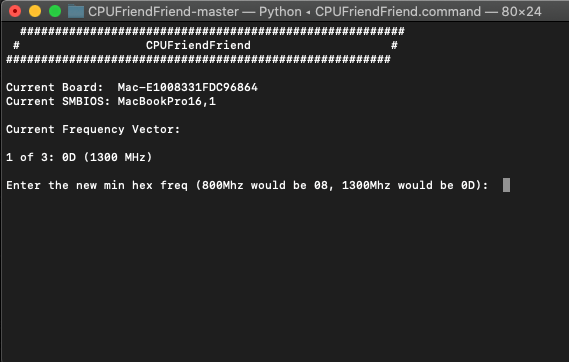 CPUFriendFriend-master — Python ◂ CPUFriendFriend.command — 80×24
#######################################################
# CPUFriendFriend #
#######################################################
Current Board: Mac-E1008331FDC96864
Current SMBIOS: MacBookPro16,1
Current Frequency Vector:
1 of 3: 0D (1300 MHz)
Enter the new min hex freq (800Mhz would be 08, 1300Mhz would be 0D):